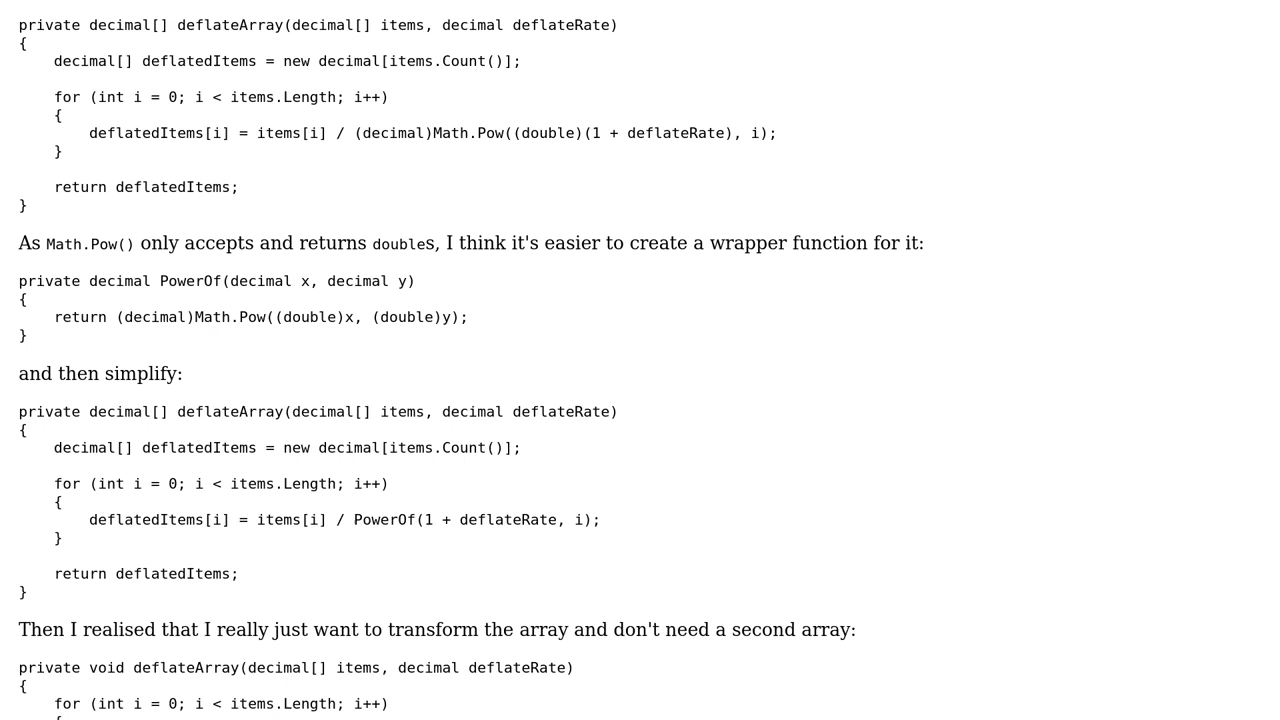 private decimal[] deflateArray(decimal[] items, decimal deflateRate)
{
    decimal[] deflatedItems = new decimal[items.Count()];

    for (int i = 0; i < items.Length; i++)
    {
        deflatedItems[i] = items[i] / (decimal)Math.Pow((double)(1 + deflateRate), i);
    }

    return deflatedItems;
}
As Math.Pow() only accepts and returns doubles, I think it's easier to create a wrapper function for it:
private decimal PowerOf(decimal x, decimal y)
{
    return (decimal)Math.Pow((double)x, (double)y);
}
and then simplify:
private decimal[] deflateArray(decimal[] items, decimal deflateRate)
{
    decimal[] deflatedItems = new decimal[items.Count()];

    for (int i = 0; i < items.Length; i++)
    {
        deflatedItems[i] = items[i] / PowerOf(1 + deflateRate, i);
    }

    return deflatedItems;
}
Then I realised that I really just want to transform the array and don't need a second array:
private void deflateArray(decimal[] items, decimal deflateRate)
{
    for (int i = 0; i < items.Length; i++)
    {